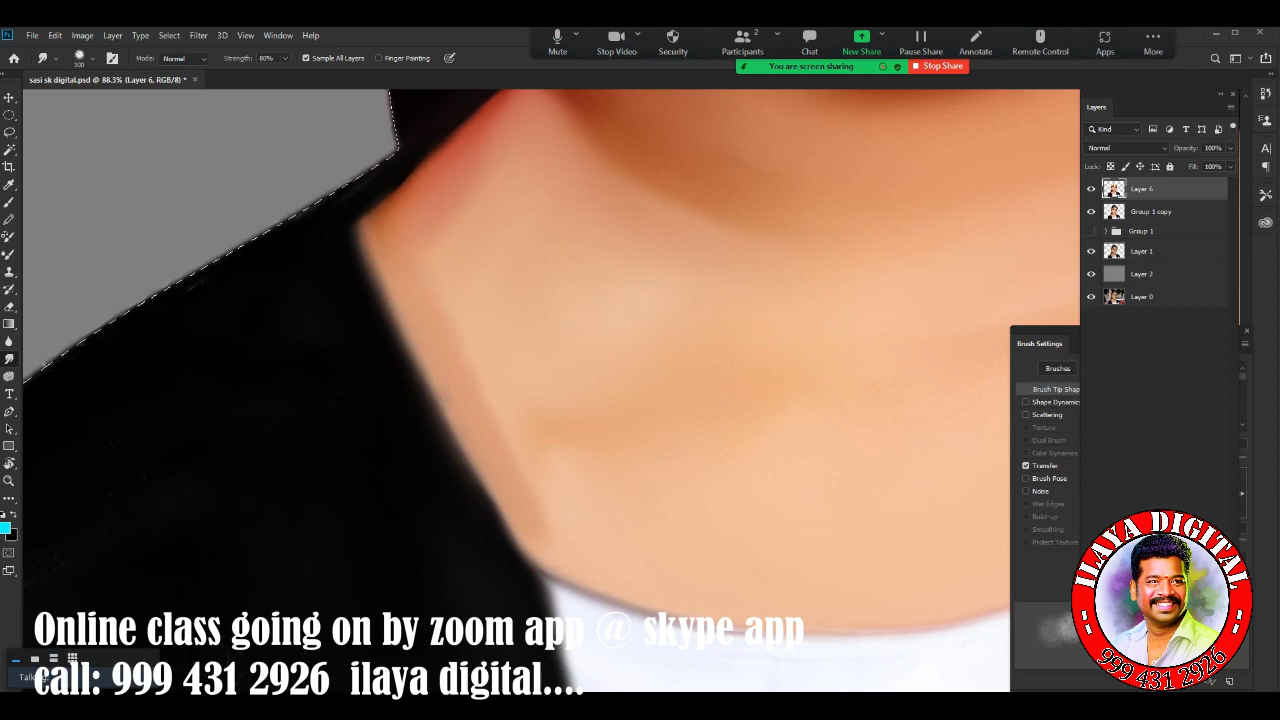 File Edit Image Layer Type Select Filter 3D View Window Help
Mute Stop Video Security Participants 2 Chat New Share Pause Share Annotate Remote Control Apps More
100 Mode: Normal Strength: 80% Sample All Layers Finger Painting
You are screen sharing Stop Share
sasi sk digital.psd @ 88.3% (Layer 6, RGB/8) *
Layers
Kind
Normal Opacity: 100%
Lock: Fill: 100%
Layer 6
Group 1 copy
Group 1
Layer 1
Layer 2
Layer 0
Brush Settings
Brushes
Brush Tip Shap
Shape Dynamics
Scattering
Texture
Dual Brush
Color Dynamics
Transfer
Brush Pose
Noise
Wet Edges
Build-up
Smoothing
Protect Texture
ILAYA DIGITAL
999 431 2926
Online class going on by zoom app @ skype app
call: 999 431 2926 ilaya digital....